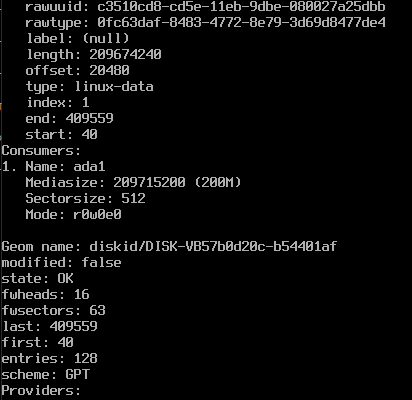 rawuuid: c3510cd8-cd5e-11eb-9dbe-080027a25dbb
rawtype: 0fc63daf-8483-4772-8e79-3d69d8477de4
label: (null)
length: 209674240
offset: 20480
type: linux-data
index: 1
end: 409559
start: 40
Consumers:
1. Name: ada1
Mediasize: 209715200 (200M)
Sectorsize: 512
Mode: r0w0e0
Geom name: diskid/DISK-VB57b0d20c-b54401af
modified: false
state: OK
fwheads: 16
fwsectors: 63
last: 409559
first: 40
entries: 128
scheme: GPT
Providers: